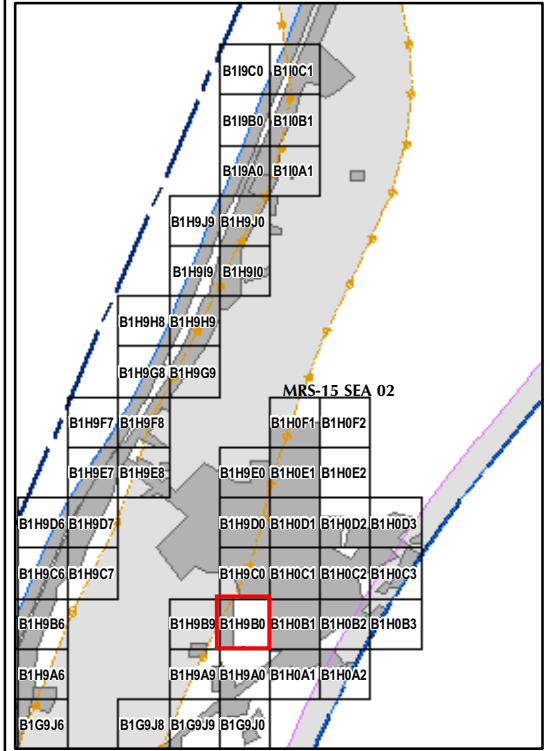 B1I9C0 B1I0C1
B1I9B0 B1I0B1
B1I9A0 B1I0A1
B1H9J9 B1H9J0
B1H9I9 B1H9I0
B1H9H8 B1H9H9
B1H9G8 B1H9G9
MRS-15 SEA 02
B1H9F7 B1H9F8 B1H0F1 B1H0F2
B1H9E7 B1H9E8 B1H9E0 B1H0E1 B1H0E2
B1H9D6 B1H9D7 B1H9D0 B1H0D1 B1H0D2 B1H0D3
B1H9C6 B1H9C7 B1H9C0 B1H0C1 B1H0C2 B1H0C3
B1H9B6 B1H9B9 B1H9B0 B1H0B1 B1H0B2 B1H0B3
B1H9A6 B1H9A9 B1H9A0 B1H0A1 B1H0A2
B1G9J6 B1G9J8 B1G9J9 B1G9J0